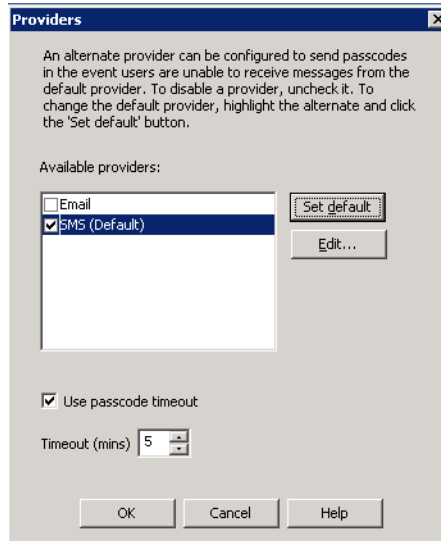 Providers
An alternate provider can be configured to send passcodes
in the event users are unable to receive messages from the
default provider. To disable a provider, uncheck it. To
change the default provider, highlight the alternate and click
the 'Set default' button.
Available providers:
Email
SMS (Default)
Set default
Edit...
Use passcode timeout
Timeout (mins) 5
OK Cancel Help